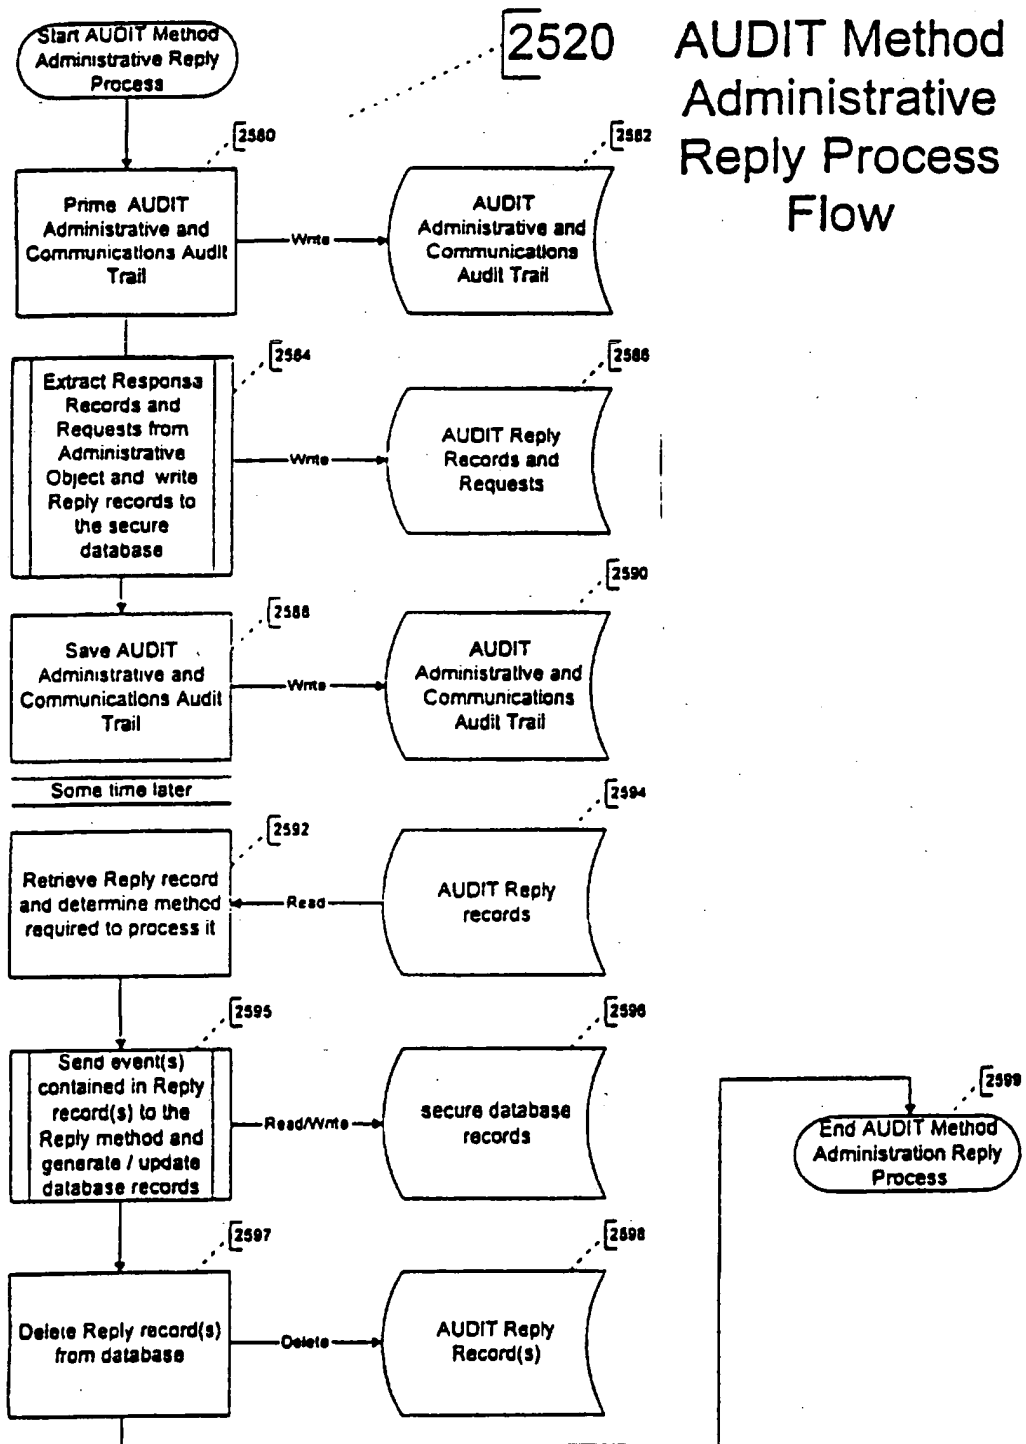 Start AUDIT Method
Administrative Reply
Process
2520
AUDIT Method
Administrative
Reply Process
Flow
2580
Prime AUDIT
Administrative and
Communications Audit
Trail
Write
2582
AUDIT
Administrative and
Communications
Audit Trail
2584
Extract Response
Records and
Requests from
Administrative
Object and write
Reply records to
the secure
database
Write
2586
AUDIT Reply
Records and
Requests
2588
Save AUDIT
Administrative and
Communications Audit
Trail
Write
2590
AUDIT
Administrative and
Communications
Audit Trail
Some time later
2592
Retrieve Reply record
and determine method
required to process it
Read
2594
AUDIT Reply
records
2595
Send event(s)
contained in Reply
record(s) to the
Reply method and
generate / update
database records
Read/Write
2596
secure database
records
2597
Delete Reply record(s)
from database
Delete
2598
AUDIT Reply
Record(s)
2599
End AUDIT Method
Administration Reply
Process